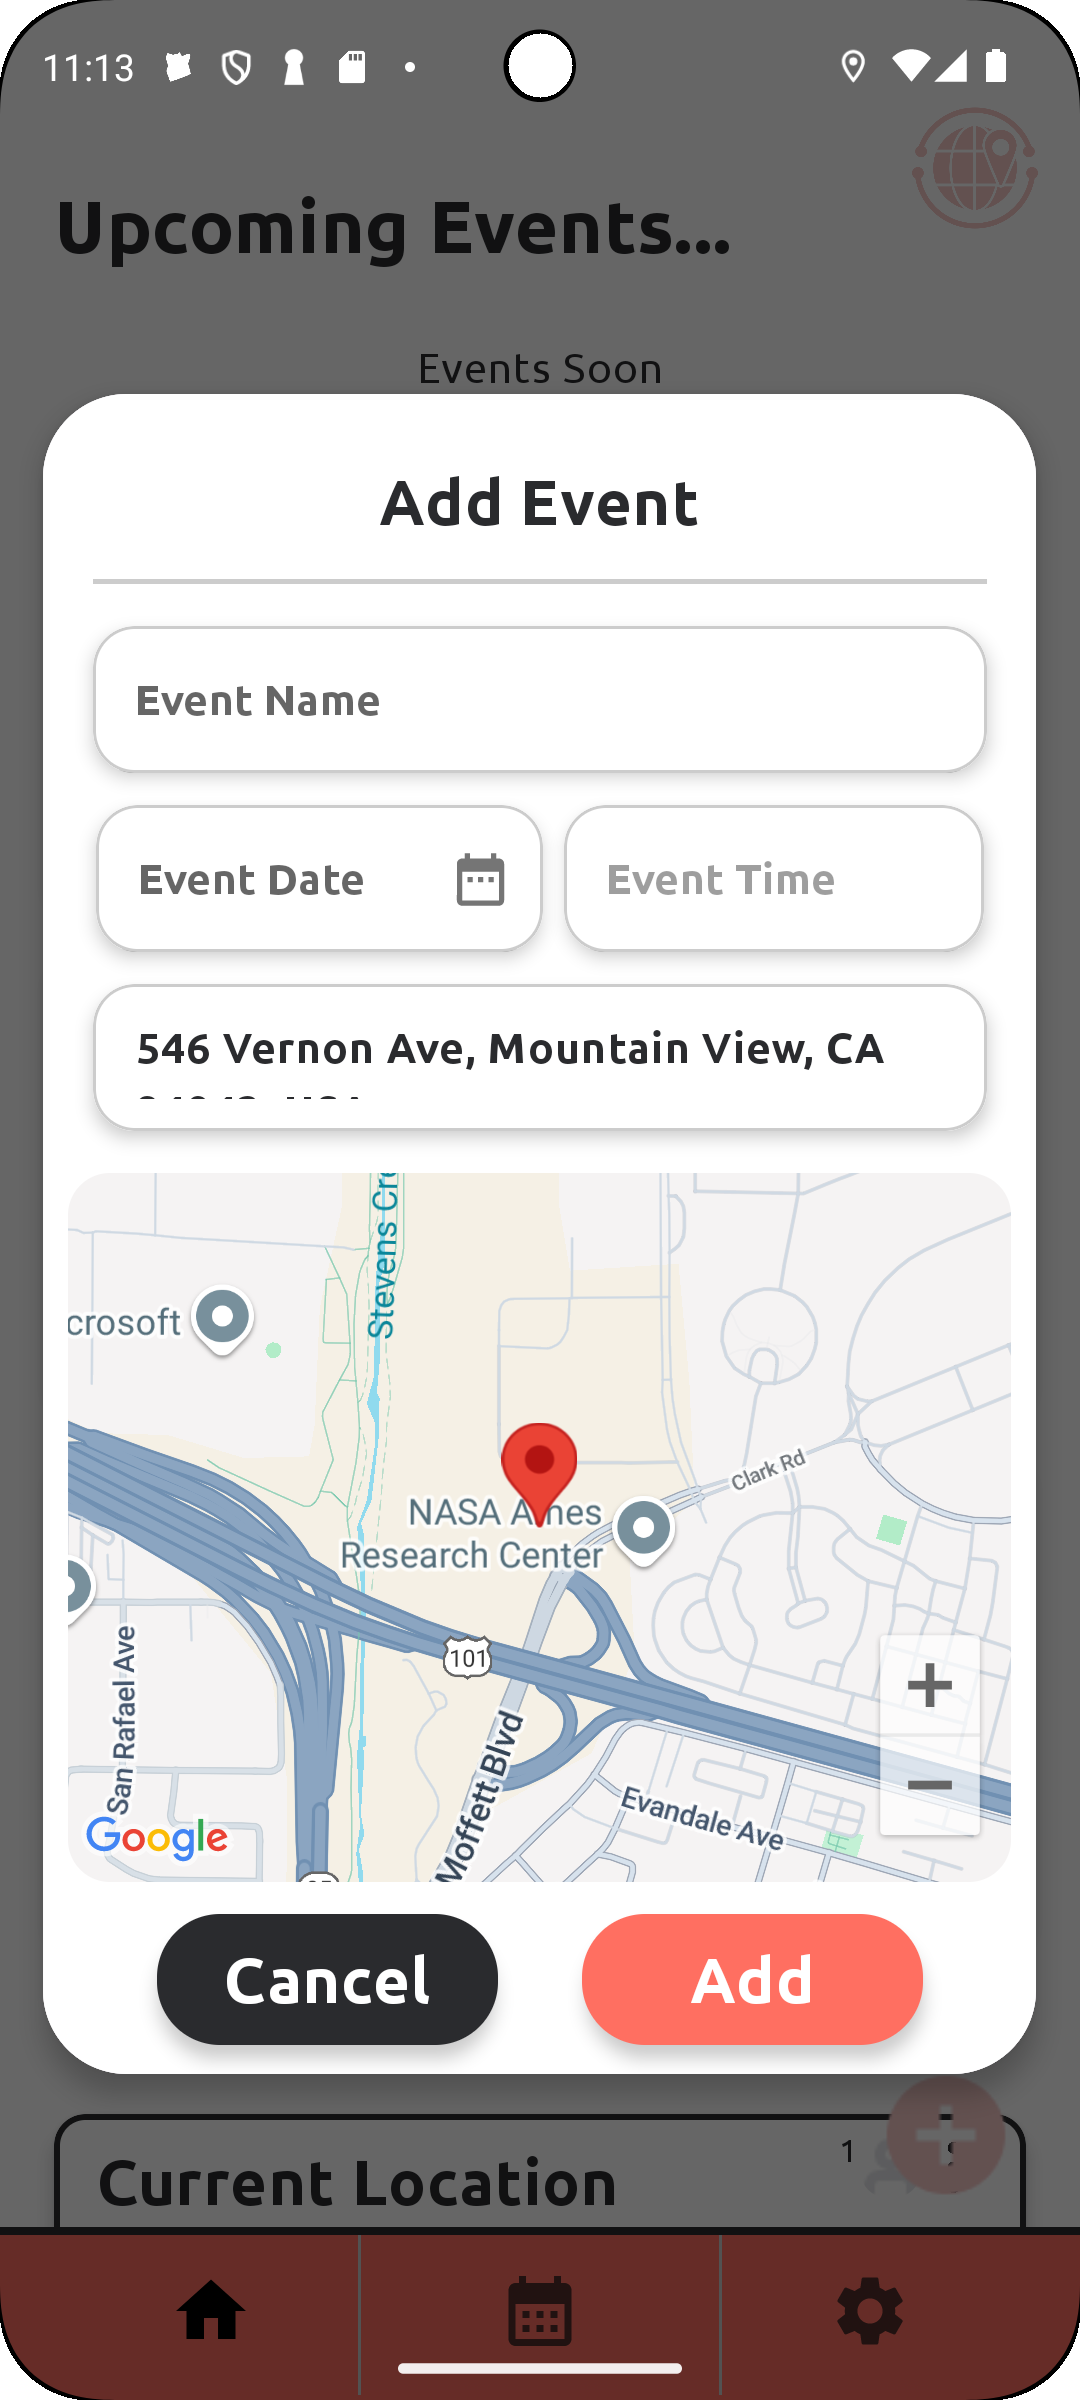 11:13
Upcoming Events...
Events Soon
Add Event
Event Name
Event Date
Event Time
546 Vernon Ave, Mountain View, CA
Stevens Cre
crosoft
Clark Rd
NASA Ames
Research Center
101
San Rafael Ave
Moffett Blvd
Evandale Ave
Google
Cancel
Add
1
Current Location